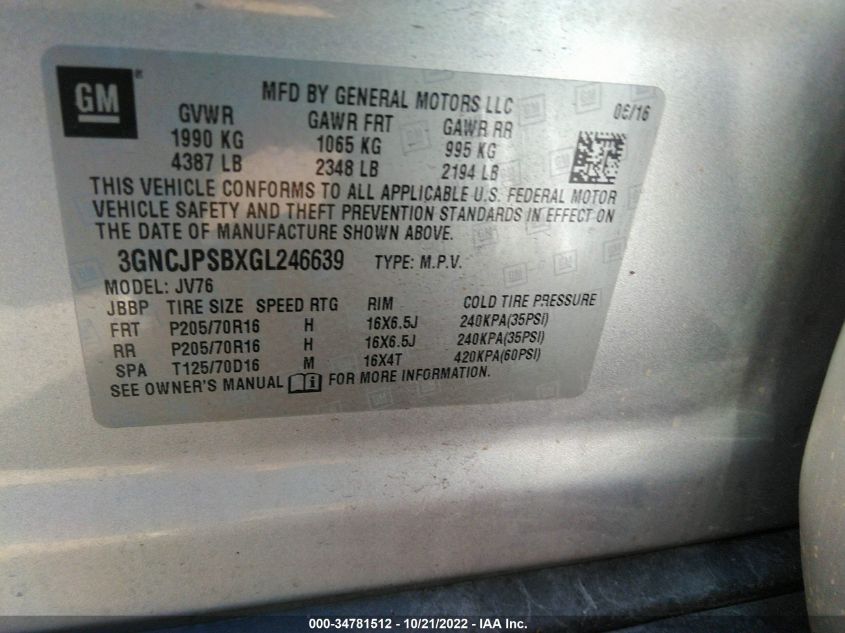 GM
MFD BY GENERAL MOTORS LLC
06/16
GVWR GAWR FRT GAWR RR
1990 KG 1065 KG 995 KG
4387 LB 2348 LB 2194 LB
THIS VEHICLE CONFORMS TO ALL APPLICABLE U.S. FEDERAL MOTOR
VEHICLE SAFETY AND THEFT PREVENTION STANDARDS IN EFFECT ON
THE DATE OF MANUFACTURE SHOWN ABOVE.
3GNCJPSBXGL246639 TYPE: M.P.V.
MODEL: JV76
JBBP TIRE SIZE SPEED RTG RIM COLD TIRE PRESSURE
FRT P205/70R16 H 16X6.5J 240KPA(35PSI)
RR P205/70R16 H 16X6.5J 240KPA(35PSI)
SPA T125/70D16 M 16X4T 420KPA(60PSI)
SEE OWNER'S MANUAL FOR MORE INFORMATION.
000-34781512 - 10/21/2022 - IAA Inc.